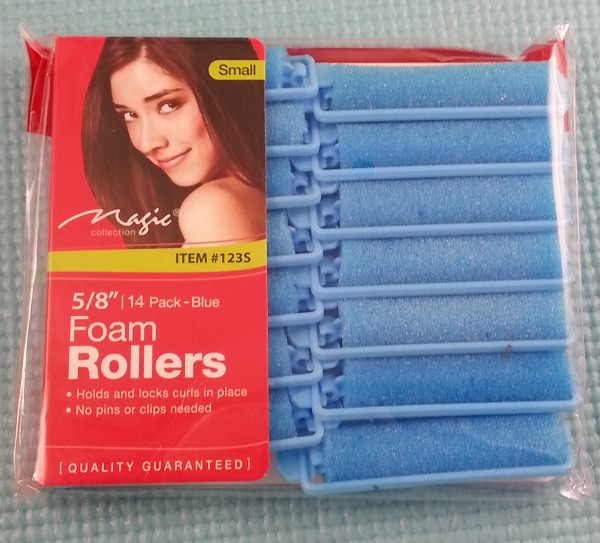 Small
Magic®
collection
ITEM #123S
5/8" | 14 Pack - Blue
Foam
Rollers
• Holds and locks curls in place
• No pins or clips needed
[ QUALITY GUARANTEED ]